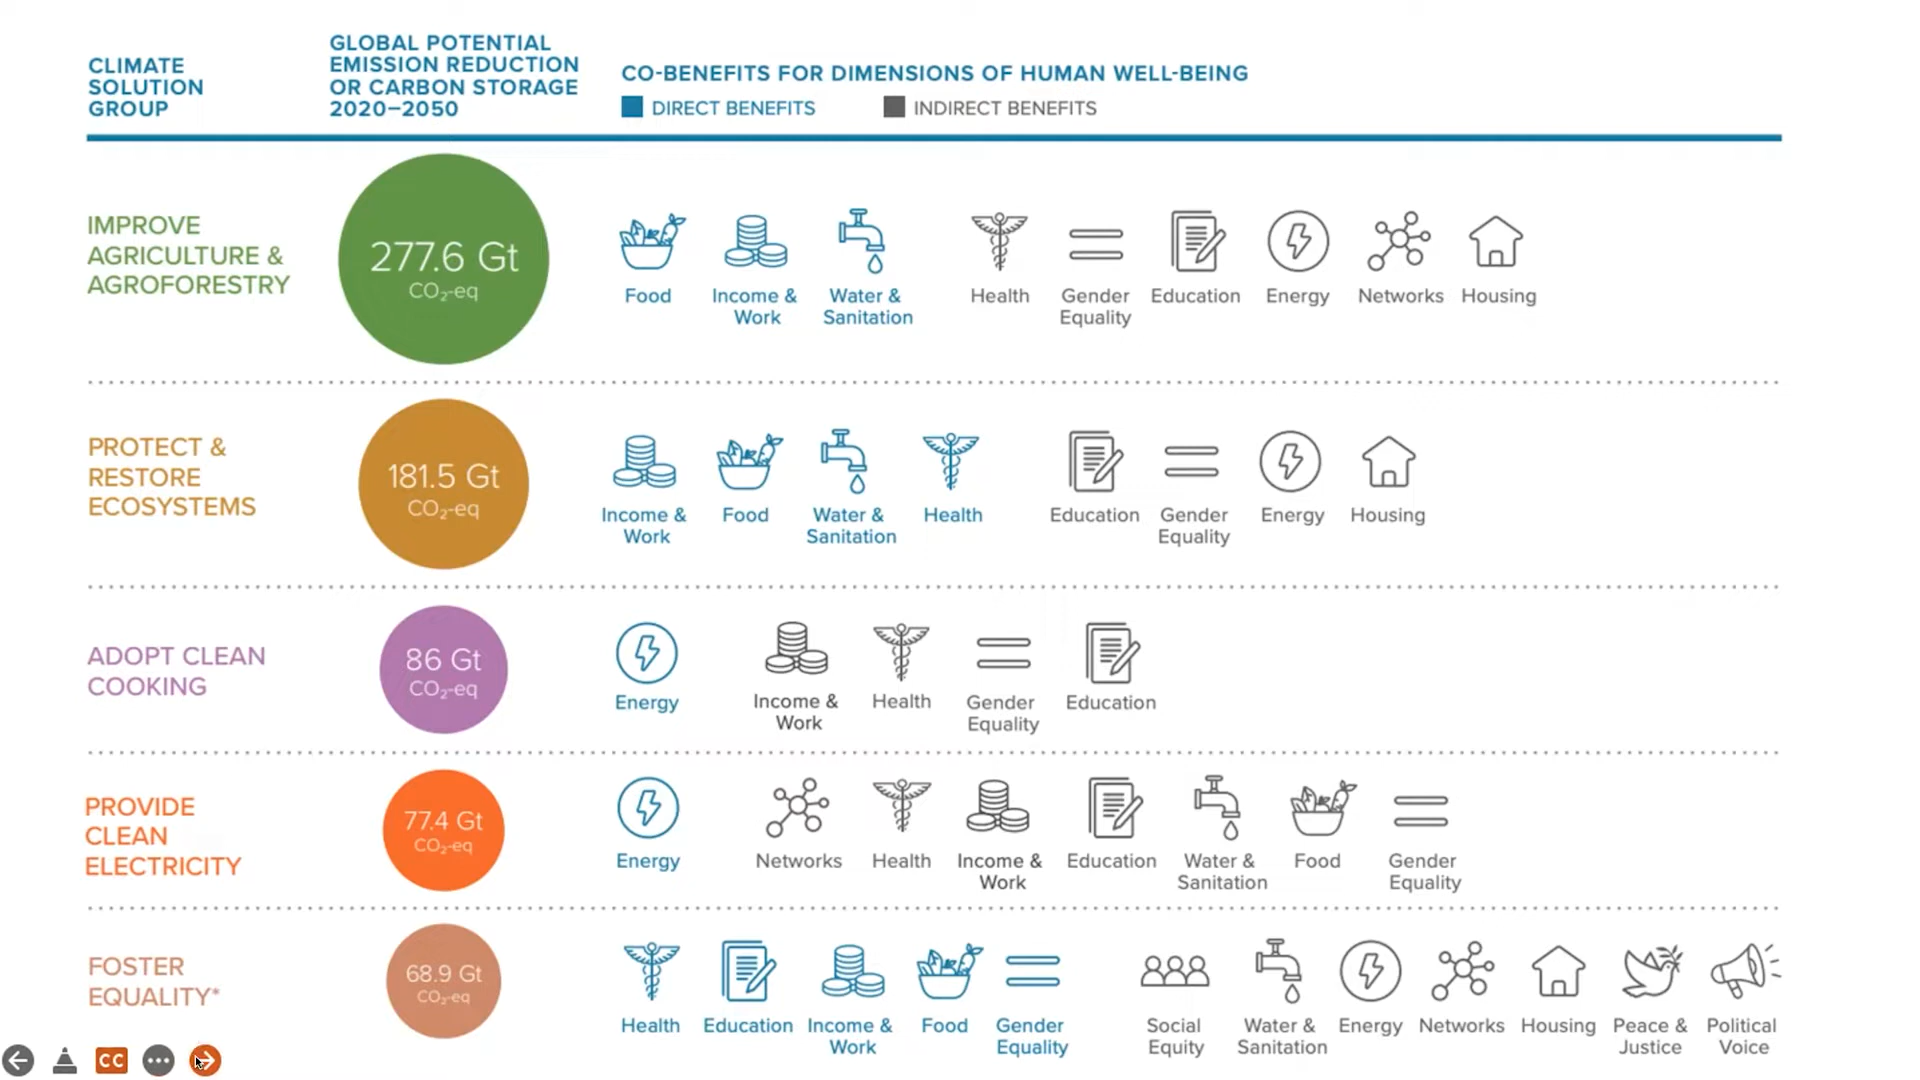 CLIMATE
SOLUTION
GROUP
GLOBAL POTENTIAL
EMISSION REDUCTION
OR CARBON STORAGE
2020–2050
CO-BENEFITS FOR DIMENSIONS OF HUMAN WELL-BEING
DIRECT BENEFITS
INDIRECT BENEFITS
IMPROVE
AGRICULTURE &
AGROFORESTRY
277.6 Gt
CO₂-eq
Food
Income &
Work
Water &
Sanitation
Health
Gender
Equality
Education
Energy
Networks
Housing
PROTECT &
RESTORE
ECOSYSTEMS
181.5 Gt
CO₂-eq
Income &
Work
Food
Water &
Sanitation
Health
Education
Gender
Equality
Energy
Housing
ADOPT CLEAN
COOKING
86 Gt
CO₂-eq
Energy
Income &
Work
Health
Gender
Equality
Education
PROVIDE
CLEAN
ELECTRICITY
77.4 Gt
CO₂-eq
Energy
Networks
Health
Income &
Work
Education
Water &
Sanitation
Food
Gender
Equality
FOSTER
EQUALITY*
68.9 Gt
CO₂-eq
Health
Education
Income &
Work
Food
Gender
Equality
Social
Equity
Water &
Sanitation
Energy
Networks
Housing
Peace &
Justice
Political
Voice
CC